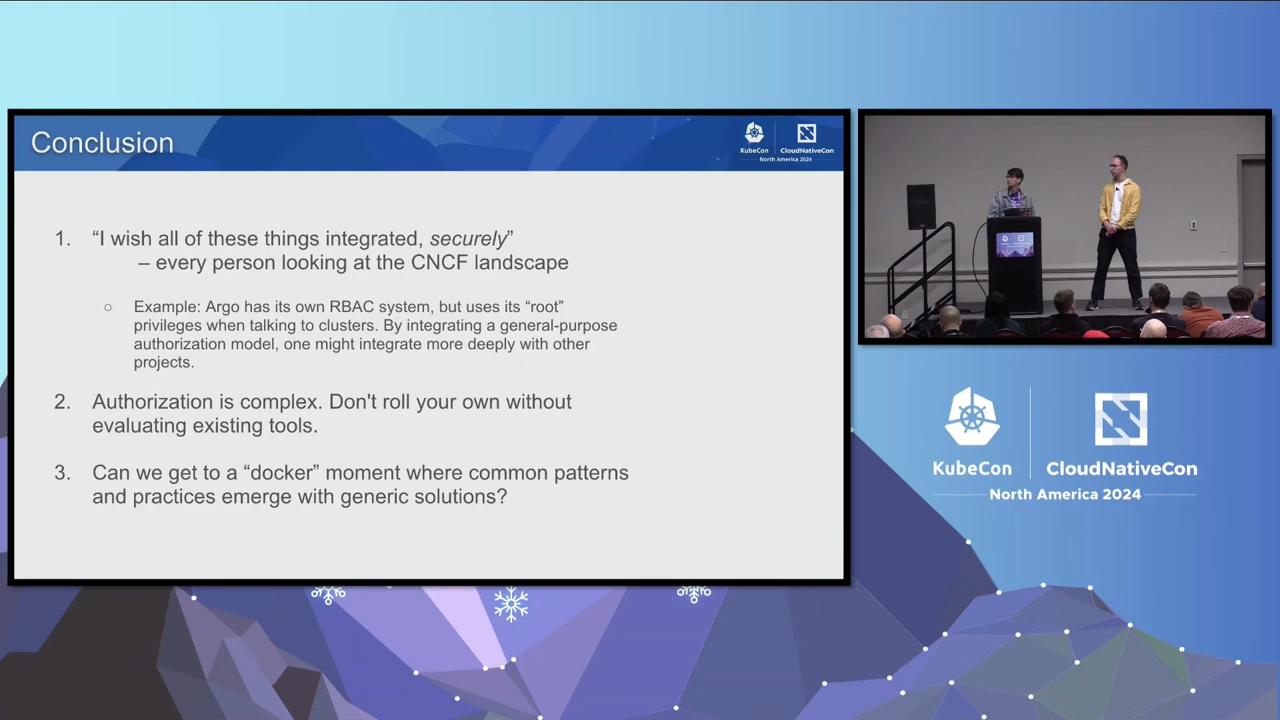 Conclusion
KubeCon
CloudNativeCon
North America 2024
1. “I wish all of these things integrated, securely”
– every person looking at the CNCF landscape
○ Example: Argo has its own RBAC system, but uses its “root”
privileges when talking to clusters. By integrating a general-purpose
authorization model, one might integrate more deeply with other
projects.
2. Authorization is complex. Don't roll your own without
evaluating existing tools.
3. Can we get to a “docker” moment where common patterns
and practices emerge with generic solutions?
KubeCon
CloudNativeCon
North America 2024